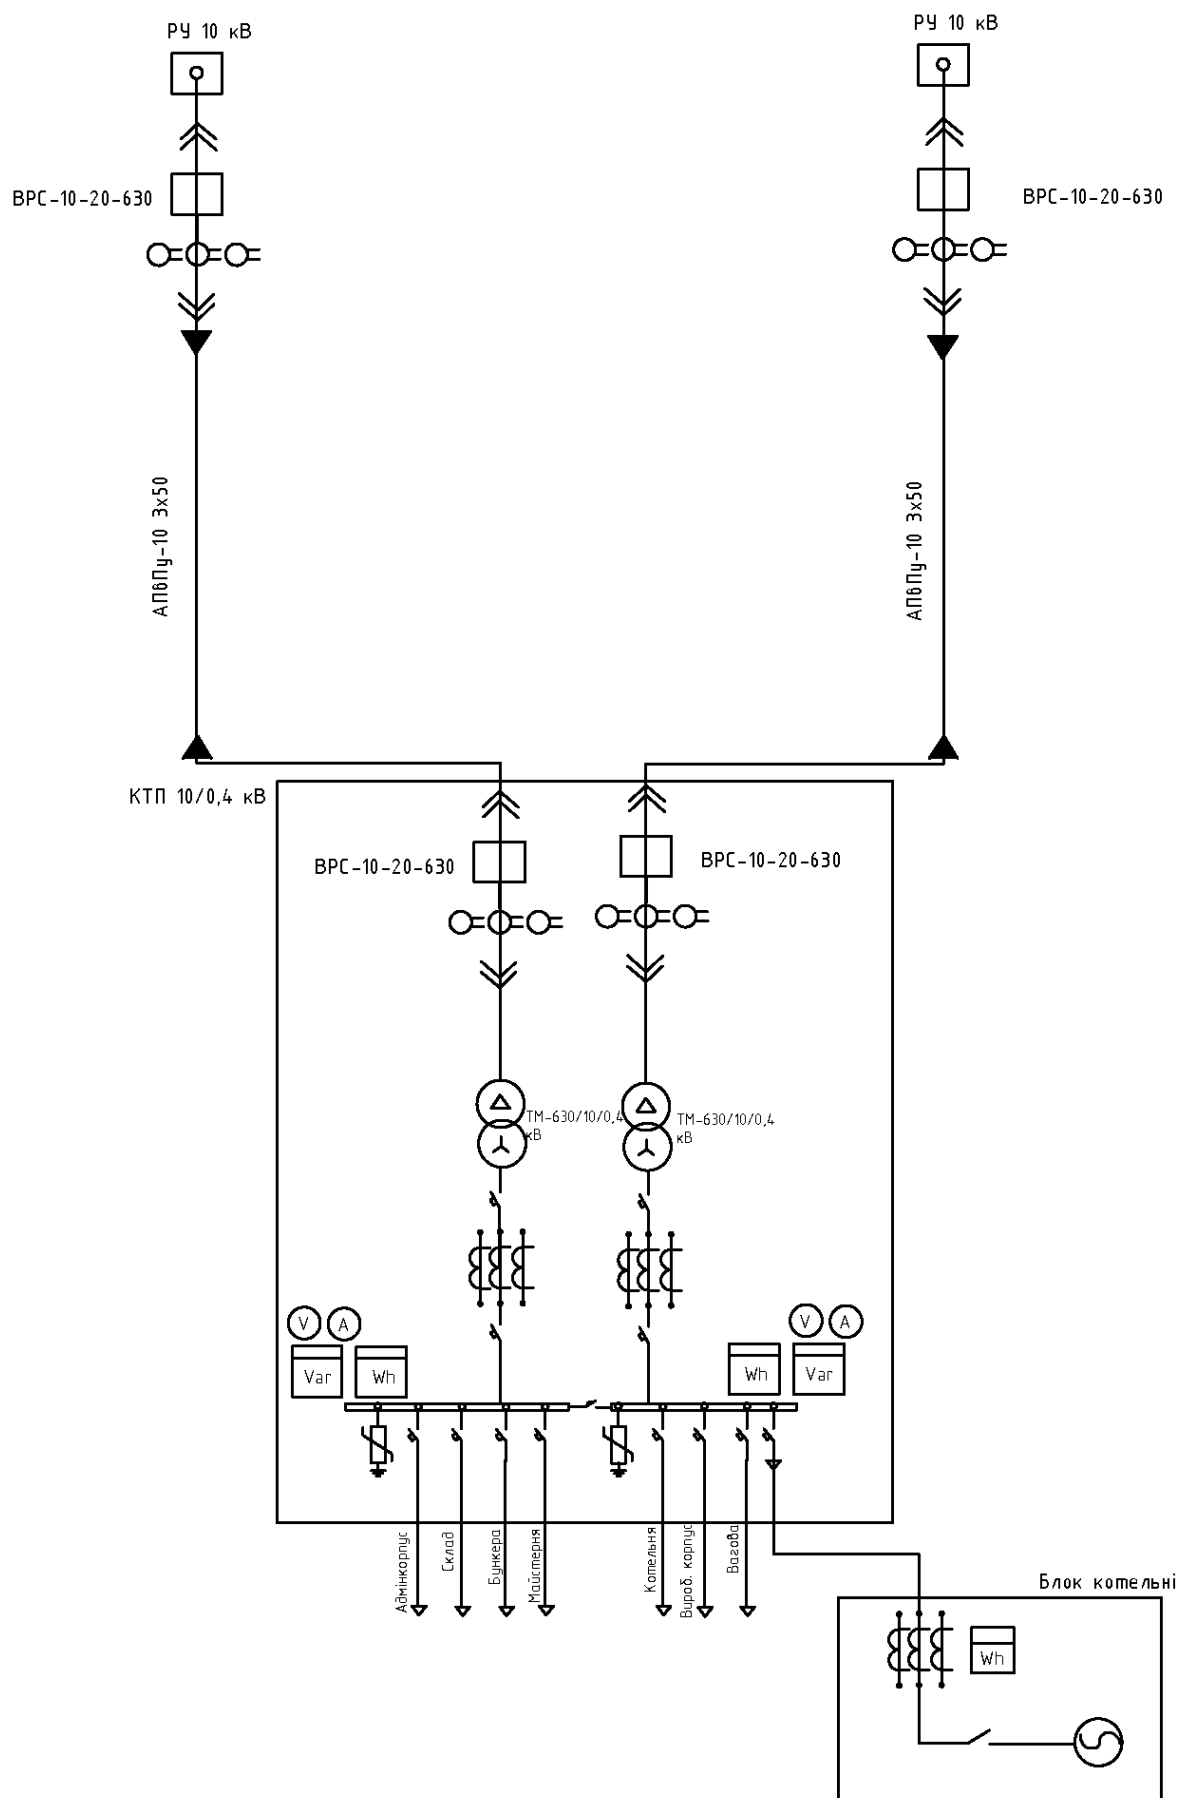 РУ 10 кВ
РУ 10 кВ
ВРС-10-20-630
ВРС-10-20-630
АПвПу-10 3х50
АПвПу-10 3х50
КТП 10/0,4 кВ
ВРС-10-20-630
ВРС-10-20-630
ТМ-630/10/0,4
кВ
ТМ-630/10/0,4
кВ
V
A
V
A
Var
Wh
Wh
Var
Адмінкорпус
Склад
Бункера
Майстерня
Котельня
Вироб. корпус
Вагова
Блок котельні
Wh